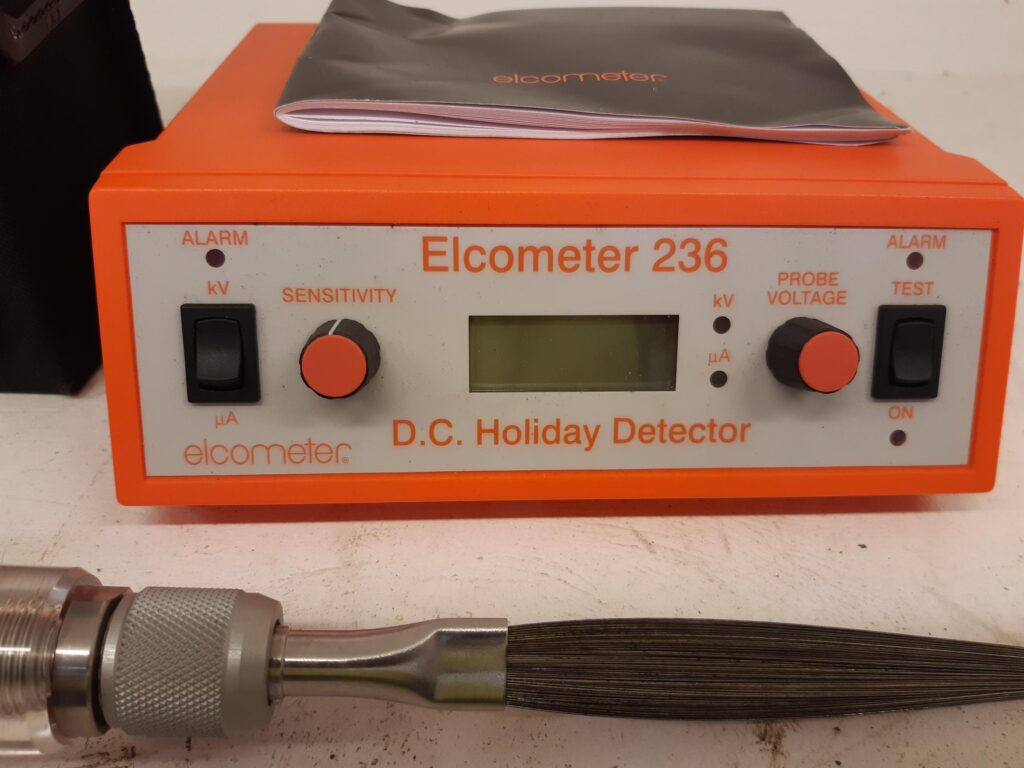 elcometer
ALARM
kV
SENSITIVITY
µA
elcometer®
Elcometer 236
D.C. Holiday Detector
kV
µA
PROBE
VOLTAGE
ALARM
TEST
ON